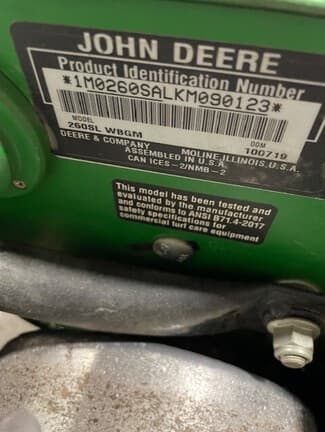 JOHN DEERE
Product Identification Number
*1M0260SALKM090123*
MODEL DOM
260SL WBGM 100719
DEERE & COMPANY MOLINE, ILLINOIS, U.S.A.
ASSEMBLED IN U.S.A.
CAN ICES-2/NMB-2
This model has been tested and
evaluated by the manufacturer
and conforms to ANSI B71.4-2017
safety specifications for
commercial turf care equipment